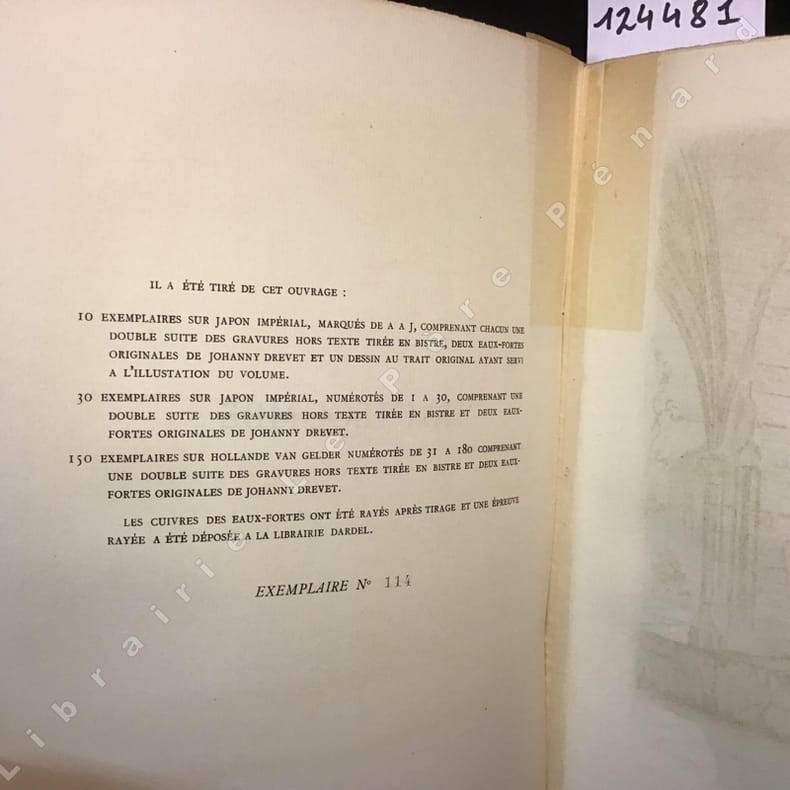 124481
IL A ÉTÉ TIRÉ DE CET OUVRAGE :
10 EXEMPLAIRES SUR JAPON IMPÉRIAL, MARQUÉS DE A A J, COMPRENANT CHACUN UNE
DOUBLE SUITE DES GRAVURES HORS TEXTE TIRÉE EN BISTRE, DEUX EAUX-FORTES
ORIGINALES DE JOHANNY DREVET ET UN DESSIN AU TRAIT ORIGINAL AYANT SERVI
A L'ILLUSTATION DU VOLUME.
30 EXEMPLAIRES SUR JAPON IMPÉRIAL, NUMÉROTÉS DE 1 A 30, COMPRENANT UNE
DOUBLE SUITE DES GRAVURES HORS TEXTE TIRÉE EN BISTRE ET DEUX EAUX-
FORTES ORIGINALES DE JOHANNY DREVET.
150 EXEMPLAIRES SUR HOLLANDE VAN GELDER NUMÉROTÉS DE 31 A 180 COMPRENANT
UNE DOUBLE SUITE DES GRAVURES HORS TEXTE TIRÉE EN BISTRE ET DEUX EAUX-
FORTES ORIGINALES DE JOHANNY DREVET.
LES CUIVRES DES EAUX-FORTES ONT ÉTÉ RAYÉS APRÈS TIRAGE ET UNE ÉPREUVE
RAYÉE A ÉTÉ DÉPOSÉE A LA LIBRAIRIE DARDEL.
EXEMPLAIRE Nº 114
Librairie Le Père Pénard